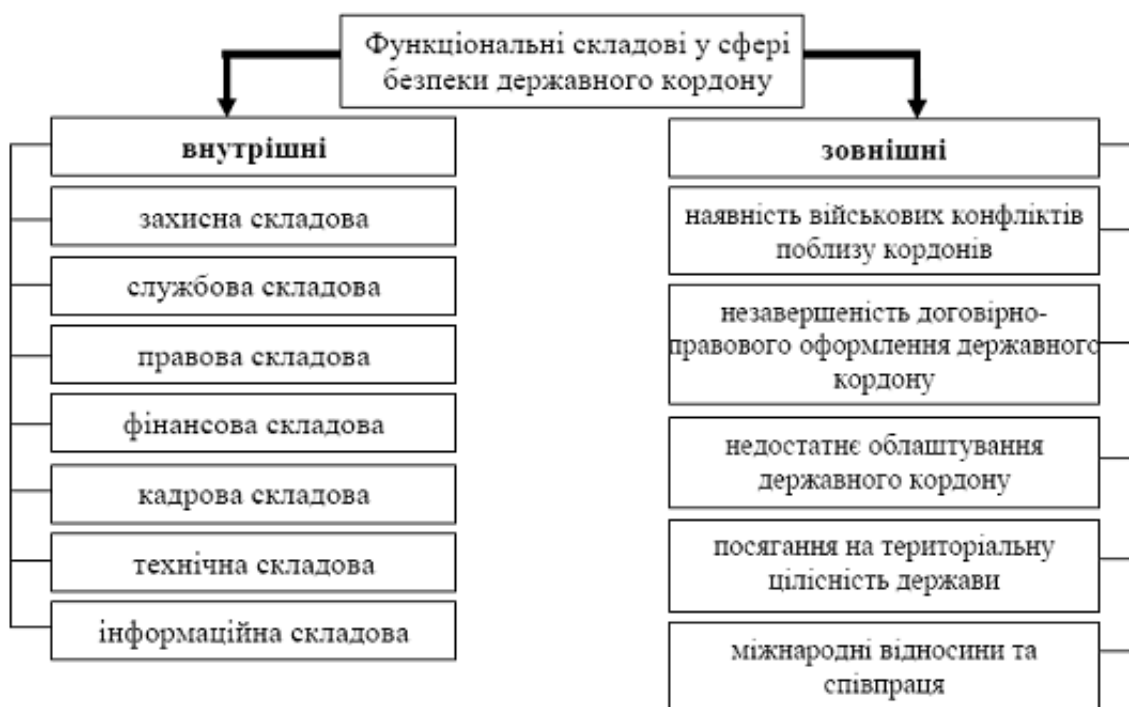 Функціональні складові у сфері
безпеки державного кордону
внутрішні
захисна складова
службова складова
правова складова
фінансова складова
кадрова складова
технічна складова
інформаційна складова
зовнішні
наявність військових конфліктів
поблизу кордонів
незавершеність договірно-
правового оформлення державного
кордону
недостатнє облаштування
державного кордону
посягання на територіальну
цілісність держави
міжнародні відносини та
співпраця